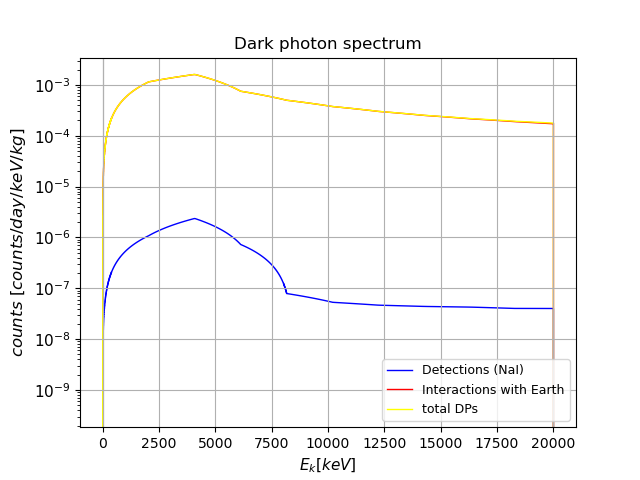 Dark photon spectrum
10⁻³
10⁻⁴
10⁻⁵
10⁻⁶
10⁻⁷
10⁻⁸
10⁻⁹
counts [counts/day/keV/kg]
Detections (NaI)
Interactions with Earth
total DPs
0 2500 5000 7500 10000 12500 15000 17500 20000
E_k[keV]